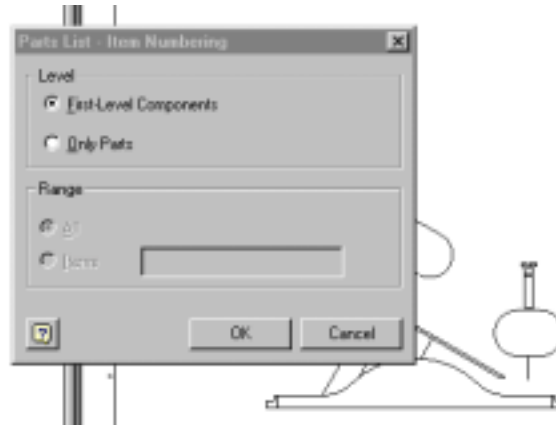 Parts List - Item Numbering
Level
First-Level Components
Only Parts
Range
All
Items
OK
Cancel